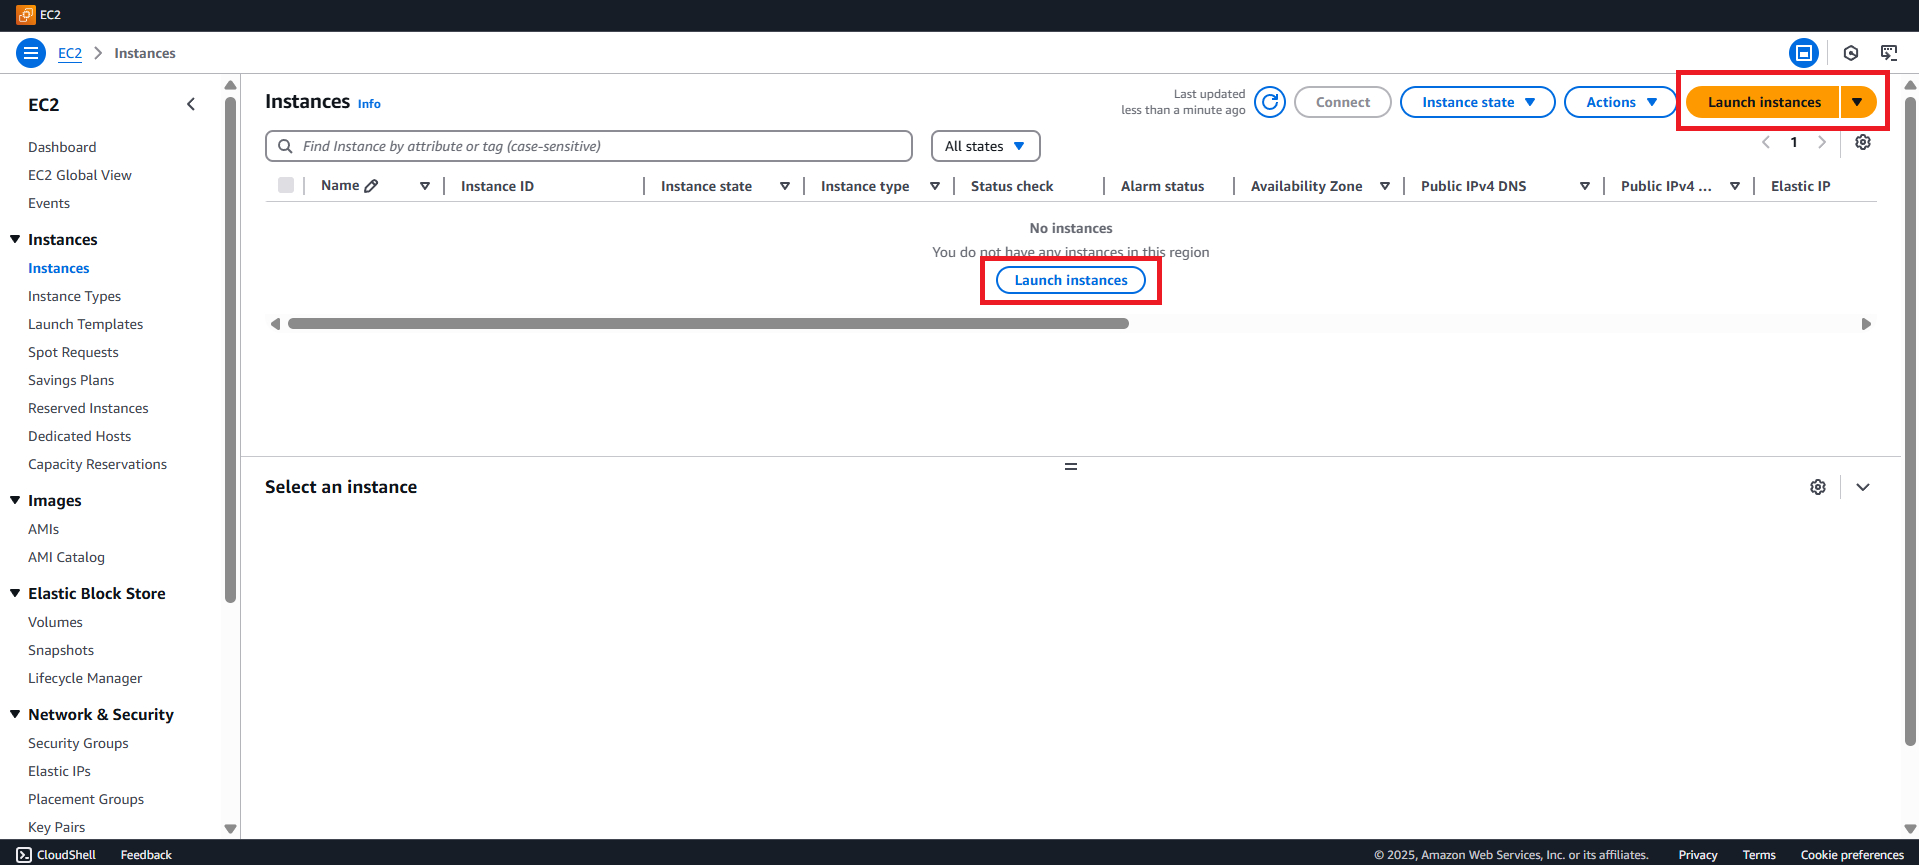 EC2
EC2 > Instances
EC2
Dashboard
EC2 Global View
Events
Instances
Instances
Instance Types
Launch Templates
Spot Requests
Savings Plans
Reserved Instances
Dedicated Hosts
Capacity Reservations
Images
AMIs
AMI Catalog
Elastic Block Store
Volumes
Snapshots
Lifecycle Manager
Network & Security
Security Groups
Elastic IPs
Placement Groups
Key Pairs
Instances Info
Last updated
less than a minute ago
Connect
Instance state
Actions
Launch instances
Find Instance by attribute or tag (case-sensitive)
All states
1
Name
Instance ID
Instance state
Instance type
Status check
Alarm status
Availability Zone
Public IPv4 DNS
Public IPv4 ...
Elastic IP
No instances
You do not have any instances in this region
Launch instances
Select an instance
CloudShell
Feedback
© 2025, Amazon Web Services, Inc. or its affiliates.
Privacy
Terms
Cookie preferences